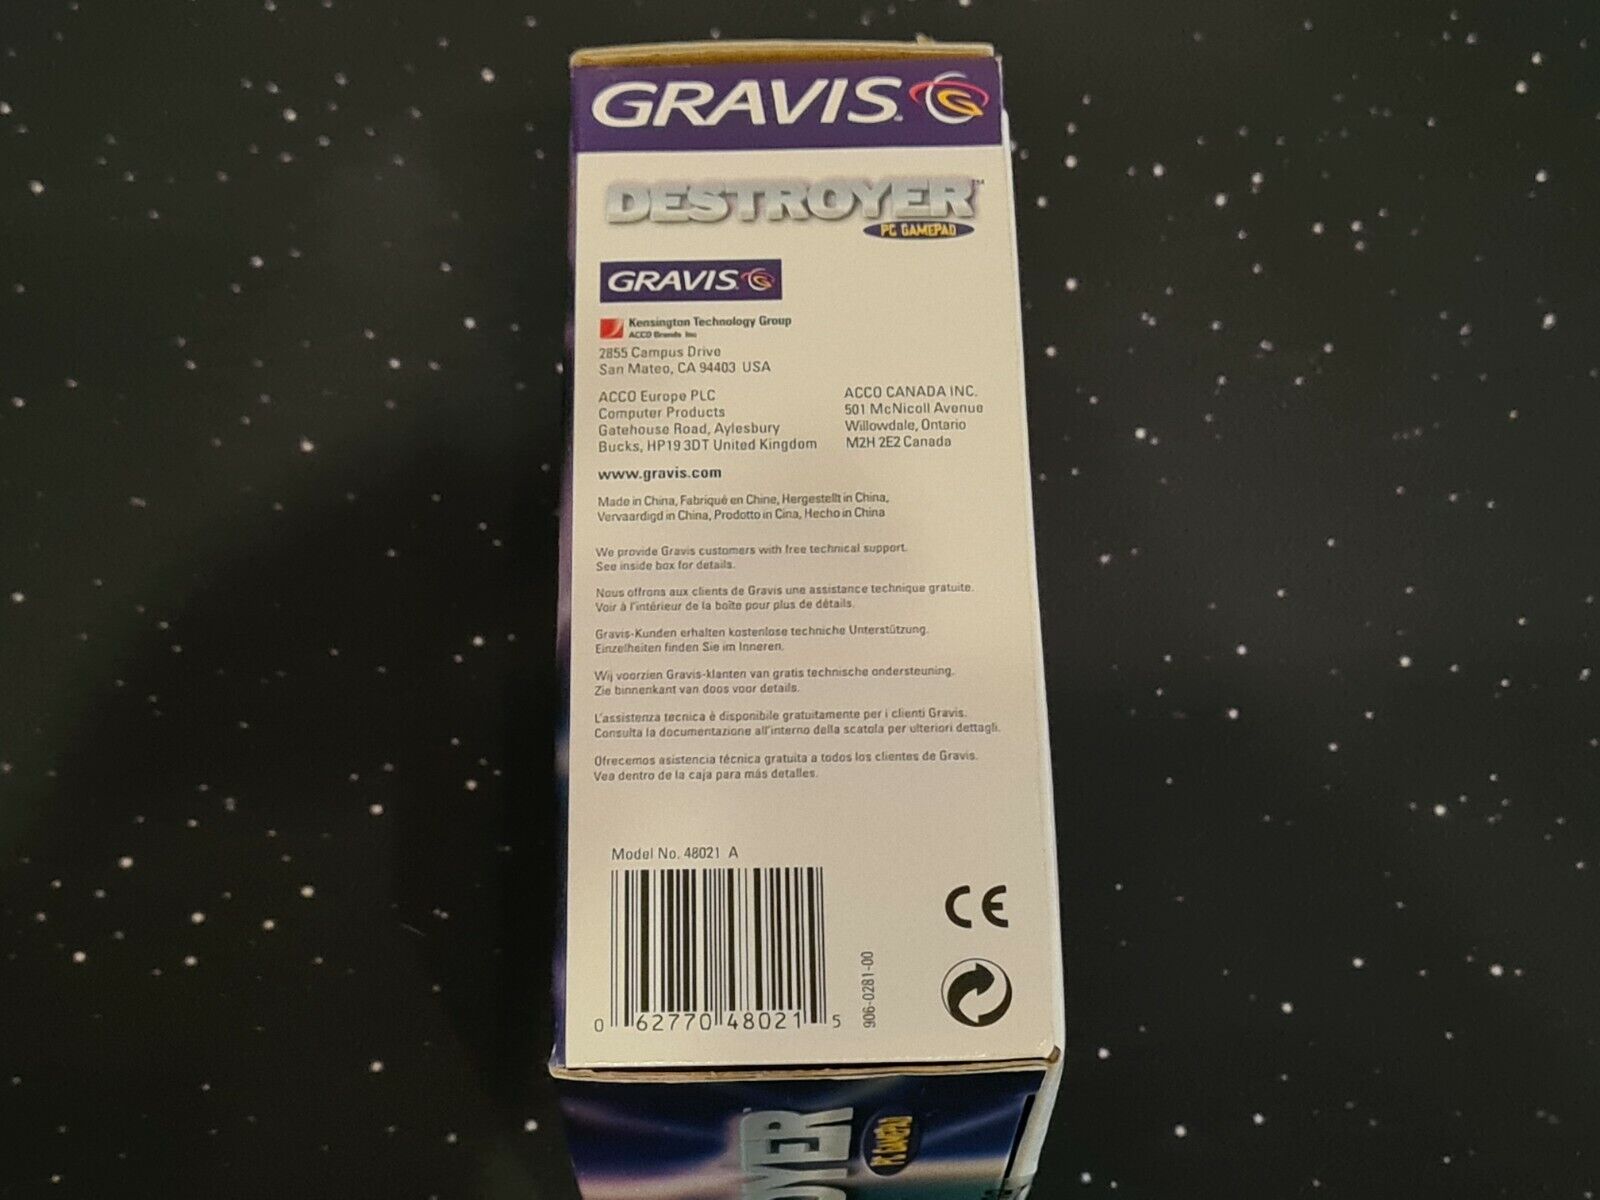 GRAVIS
DESTROYER™
PC GAMEPAD
GRAVIS
Kensington Technology Group
ACCO Brands Inc
2855 Campus Drive
San Mateo, CA 94403 USA
ACCO Europe PLC
Computer Products
Gatehouse Road, Aylesbury
Bucks, HP19 3DT United Kingdom
ACCO CANADA INC.
501 McNicoll Avenue
Willowdale, Ontario
M2H 2E2 Canada
www.gravis.com
Made in China, Fabriqué en Chine, Hergestellt in China,
Vervaardigd in China, Prodotto in Cina, Hecho in China
We provide Gravis customers with free technical support.
See inside box for details.
Nous offrons aux clients de Gravis une assistance technique gratuite.
Voir à l'intérieur de la boîte pour plus de détails.
Gravis-Kunden erhalten kostenlose techniche Unterstützung.
Einzelheiten finden Sie im Inneren.
Wij voorzien Gravis-klanten van gratis technische ondersteuning.
Zie binnenkant van doos voor details.
L'assistenza tecnica è disponibile gratuitamente per i clienti Gravis.
Consulta la documentazione all'interno della scatola per ulteriori dettagli.
Ofrecemos asistencia técnica gratuita a todos los clientes de Gravis.
Vea dentro de la caja para más detalles.
Model No. 48021 A
0 62770 48021 5
906-0281-00
CE
OYER
PC GAMEPAD